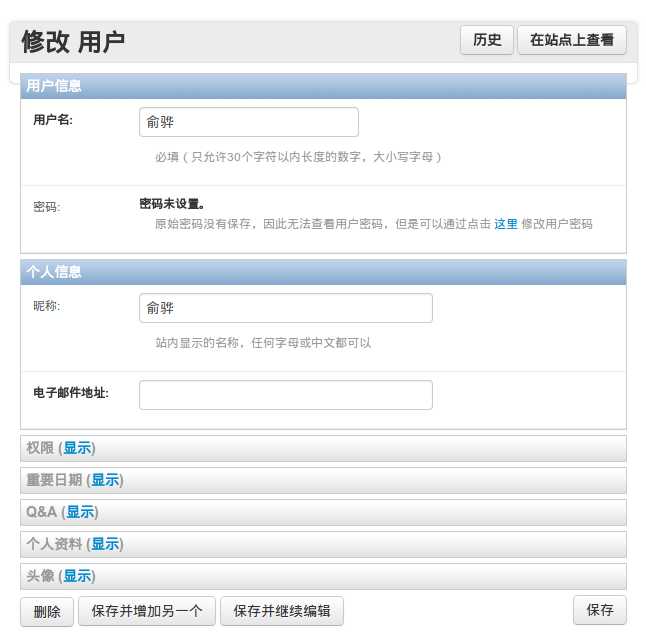 修改 用户
历史
在站点上查看
用户信息
用户名:
俞骅
必填（只允许30个字符以内长度的数字，大小写字母）
密码:
密码未设置。
原始密码没有保存，因此无法查看用户密码，但是可以通过点击 这里 修改用户密码
个人信息
昵称:
俞骅
站内显示的名称，任何字母或中文都可以
电子邮件地址:
权限 (显示)
重要日期 (显示)
Q&A (显示)
个人资料 (显示)
头像 (显示)
删除
保存并增加另一个
保存并继续编辑
保存